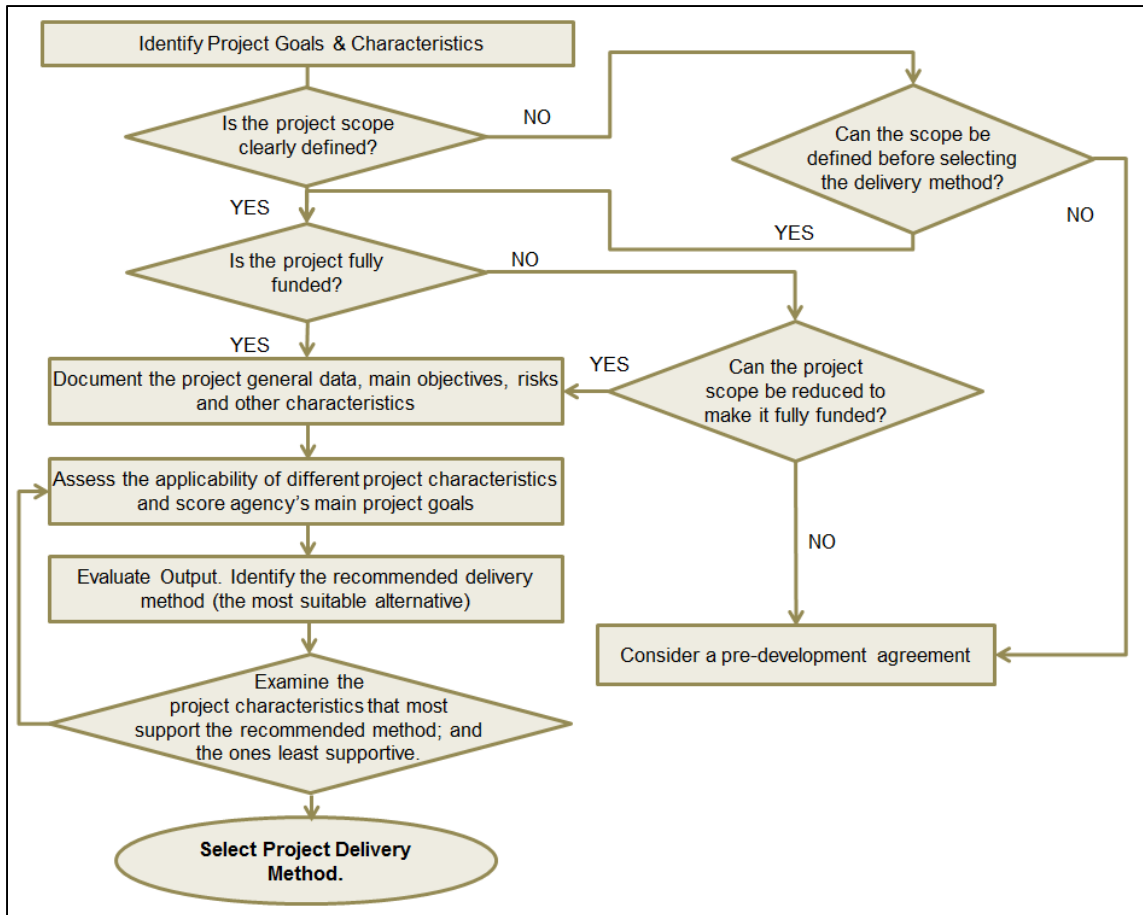 Identify Project Goals & Characteristics
Is the project scope
clearly defined?
NO
Can the scope be
defined before selecting
the delivery method?
YES
NO
YES
Is the project fully
funded?
NO
YES
Document the project general data, main objectives, risks
and other characteristics
YES
Can the project
scope be reduced to
make it fully funded?
Assess the applicability of different project characteristics
and score agency's main project goals
NO
Evaluate Output. Identify the recommended delivery
method (the most suitable alternative)
Consider a pre-development agreement
Examine the
project characteristics that most
support the recommended method; and
the ones least supportive.
Select Project Delivery
Method.